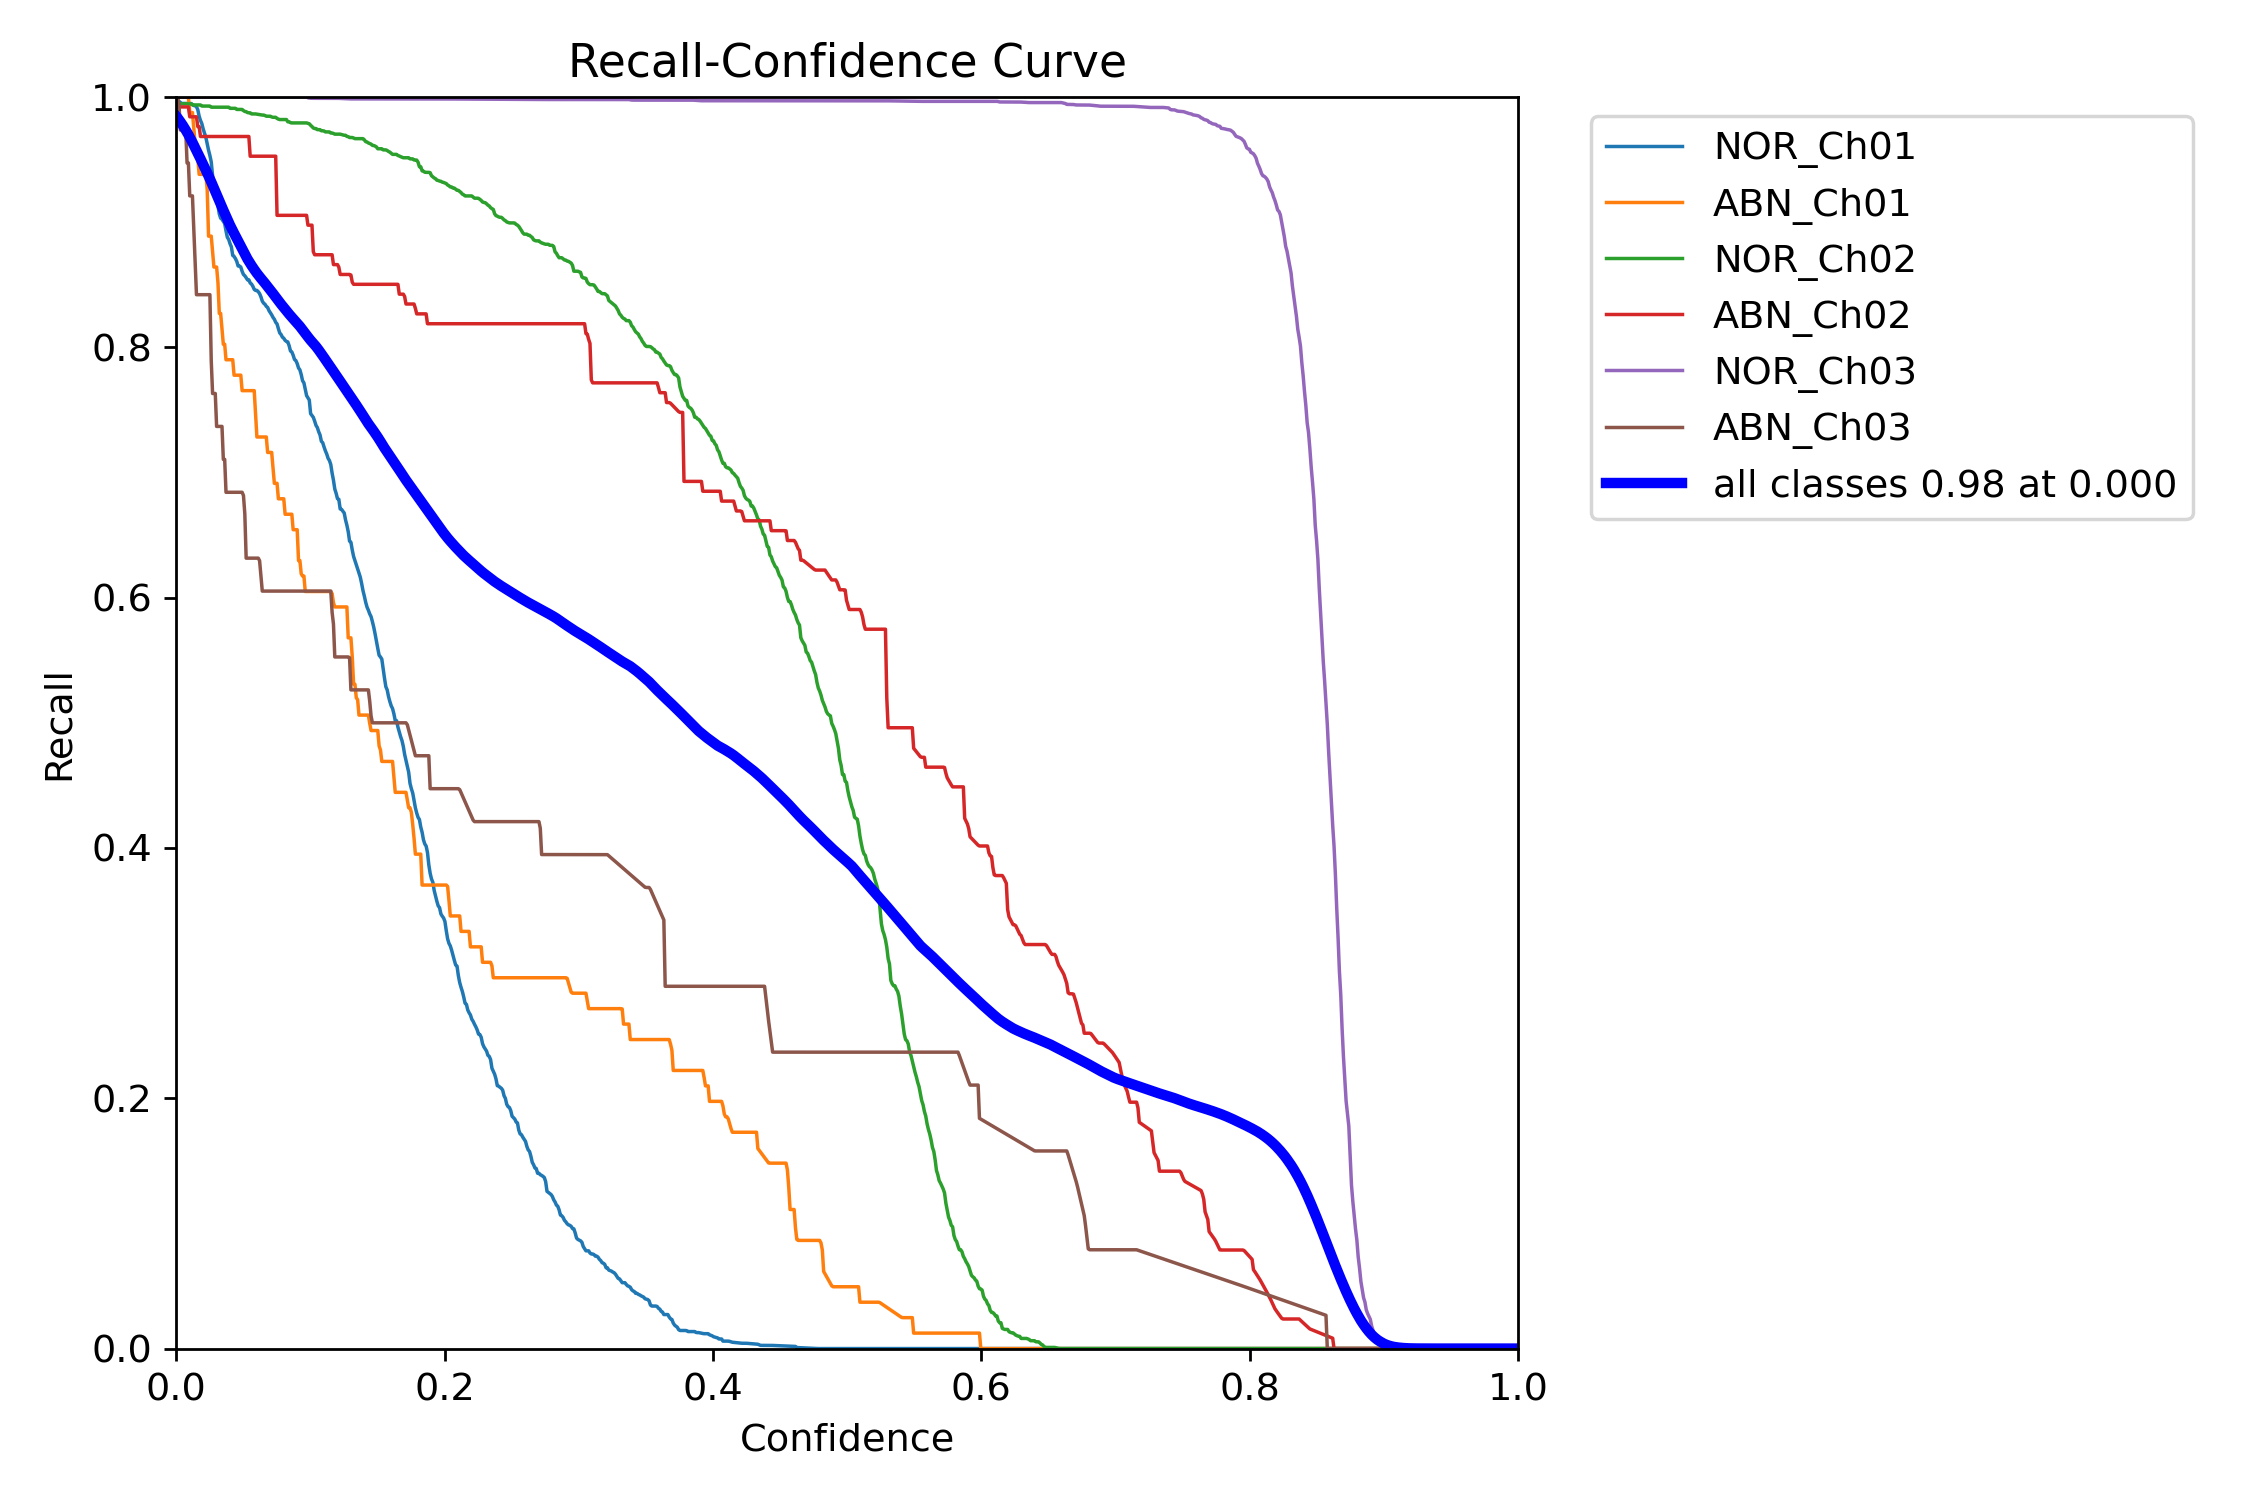 Recall-Confidence Curve
1.0
0.8
0.6
0.4
0.2
0.0
Recall
0.0 0.2 0.4 0.6 0.8 1.0
Confidence
NOR_Ch01
ABN_Ch01
NOR_Ch02
ABN_Ch02
NOR_Ch03
ABN_Ch03
all classes 0.98 at 0.000